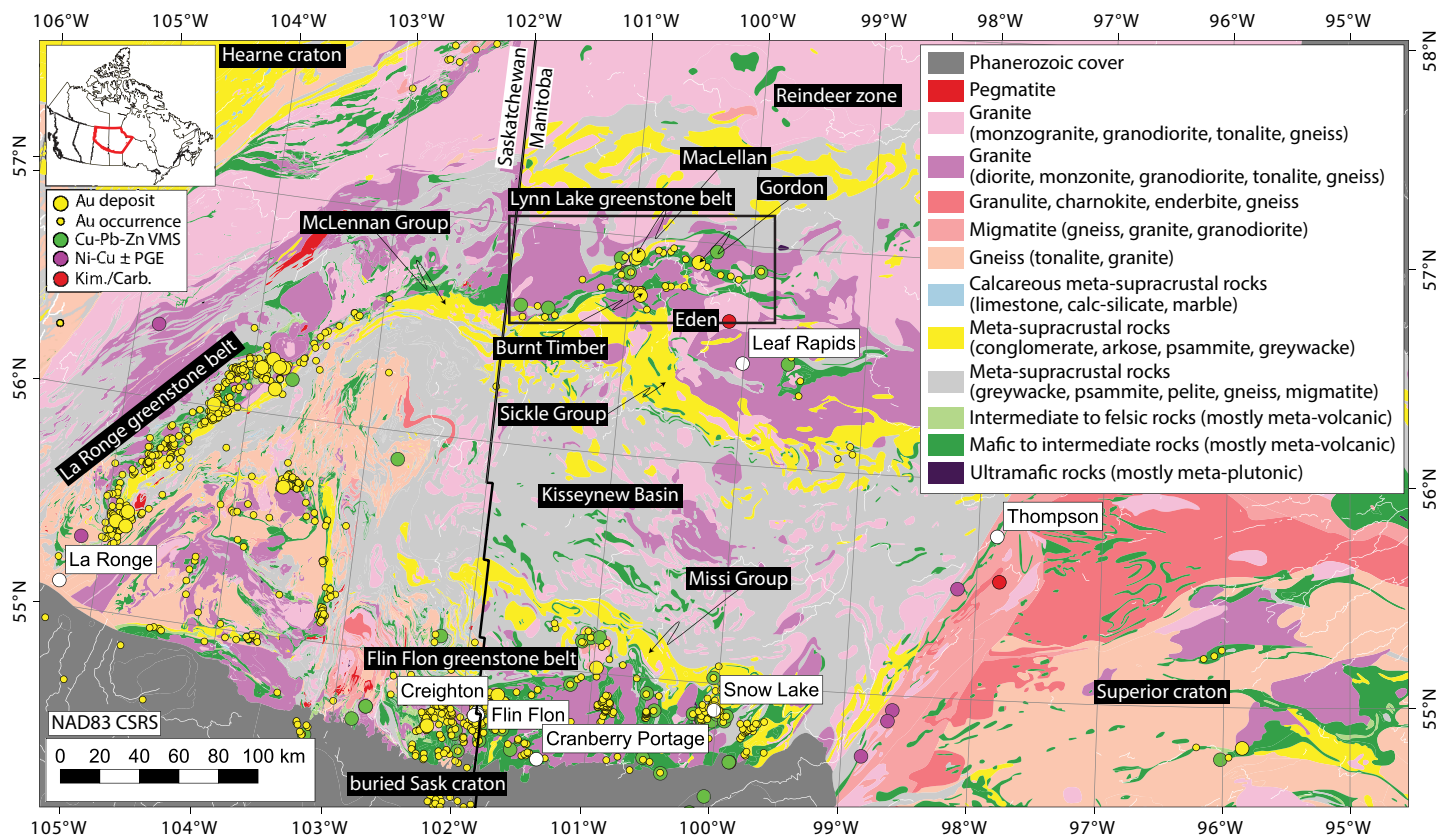 106°W 105°W 104°W 103°W 102°W 101°W 100°W 99°W 98°W 97°W 96°W 95°W
58°N
57°N
57°N
56°N
56°N
55°N
55°N
Hearne craton
Saskatchewan
Manitoba
Reindeer zone
MacLellan
Gordon
Lynn Lake greenstone belt
McLennan Group
Au deposit
Au occurrence
Cu-Pb-Zn VMS
Ni-Cu ± PGE
Kim./Carb.
Phanerozoic cover
Pegmatite
Granite
(monzogranite, granodiorite, tonalite, gneiss)
Granite
(diorite, monzonite, granodiorite, tonalite, gneiss)
Granulite, charnokite, enderbite, gneiss
Migmatite (gneiss, granite, granodiorite)
Gneiss (tonalite, granite)
Calcareous meta-supracrustal rocks
(limestone, calc-silicate, marble)
Meta-supracrustal rocks
(conglomerate, arkose, psammite, greywacke)
Meta-supracrustal rocks
(greywacke, psammite, pelite, gneiss, migmatite)
Intermediate to felsic rocks (mostly meta-volcanic)
Mafic to intermediate rocks (mostly meta-volcanic)
Ultramafic rocks (mostly meta-plutonic)
Eden
Burnt Timber
Leaf Rapids
La Ronge greenstone belt
Sickle Group
Kisseynew Basin
Thompson
La Ronge
Missi Group
Flin Flon greenstone belt
Creighton
Snow Lake
Superior craton
Flin Flon
Cranberry Portage
NAD83 CSRS
0 20 40 60 80 100 km
buried Sask craton
105°W 104°W 103°W 102°W 101°W 100°W 99°W 98°W 97°W 96°W 95°W